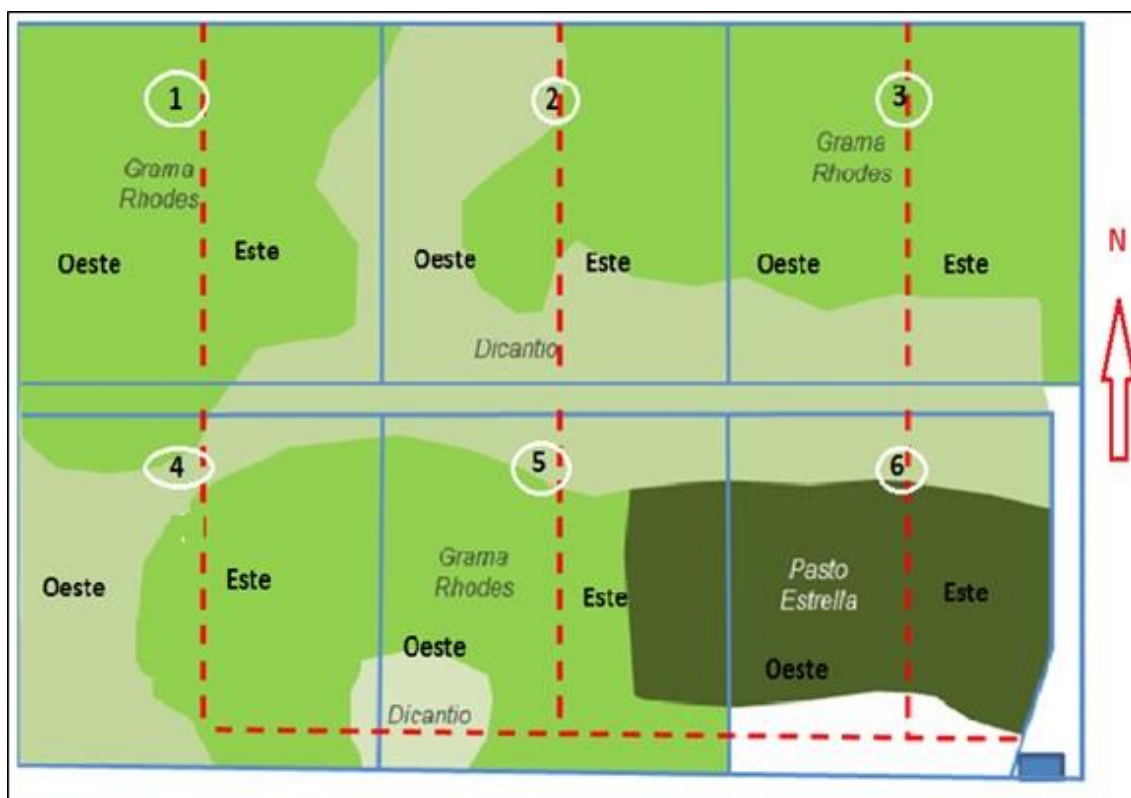 1
2
3
Grama
Rhodes
Grama
Rhodes
Oeste
Este
Oeste
Este
Oeste
Este
N
Dicantio
4
5
6
Oeste
Este
Grama
Rhodes
Oeste
Este
Pasto
Estrella
Oeste
Este
Dicantio